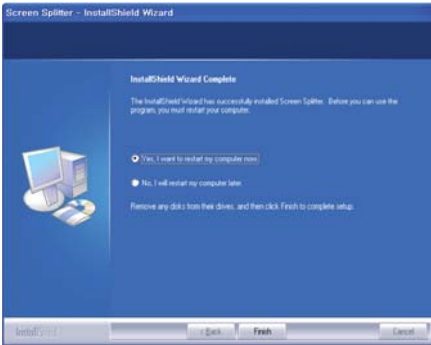 Screen Splitter - InstallShield Wizard
InstallShield Wizard Complete
The InstallShield Wizard has successfully installed Screen Splitter. Before you can use the
program, you must restart your computer.
Yes, I want to restart my computer now.
No, I will restart my computer later.
Remove any disks from their drives, and then click Finish to complete setup.
InstallShield
< Back
Finish
Cancel